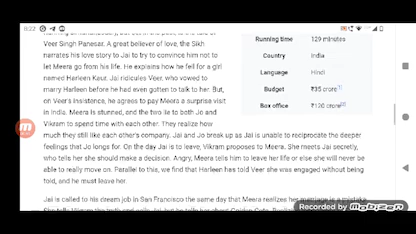 8:22
Veer Singh Panesar. A great believer of love, the Sikh
narrates his love story to Jai to try to convince him not to
let Meera go from his life. He explains how he fell for a girl
named Harleen Kaur. Jai ridicules Veer, who vowed to
marry Harleen before he had even gotten to talk to her. But,
on Veer's insistence, he agrees to pay Meera a surprise visit
in India. Meera is stunned, and the two lie to both Jo and
Vikram to spend time with each other. They realize how
much they still like each other's company. Jai and Jo break up as Jai is unable to reciprocate the deeper
feelings that Jo longs for. On the day Jai is to leave, Vikram proposes to Meera. She meets Jai secretly,
who tells her she should make a decision. Angry, Meera tells him to leave her life or else she will never be
able to really move on. Parallel to this, we find that Harleen has told Veer she was engaged without being
told, and he must leave her.
Jai is called to his dream job in San Francisco the same day that Meera realizes her marriage is a mistake.
Running time 129 minutes
Country India
Language Hindi
Budget ₹35 crore
Box office ₹120 crore
Recorded by
Mobizen